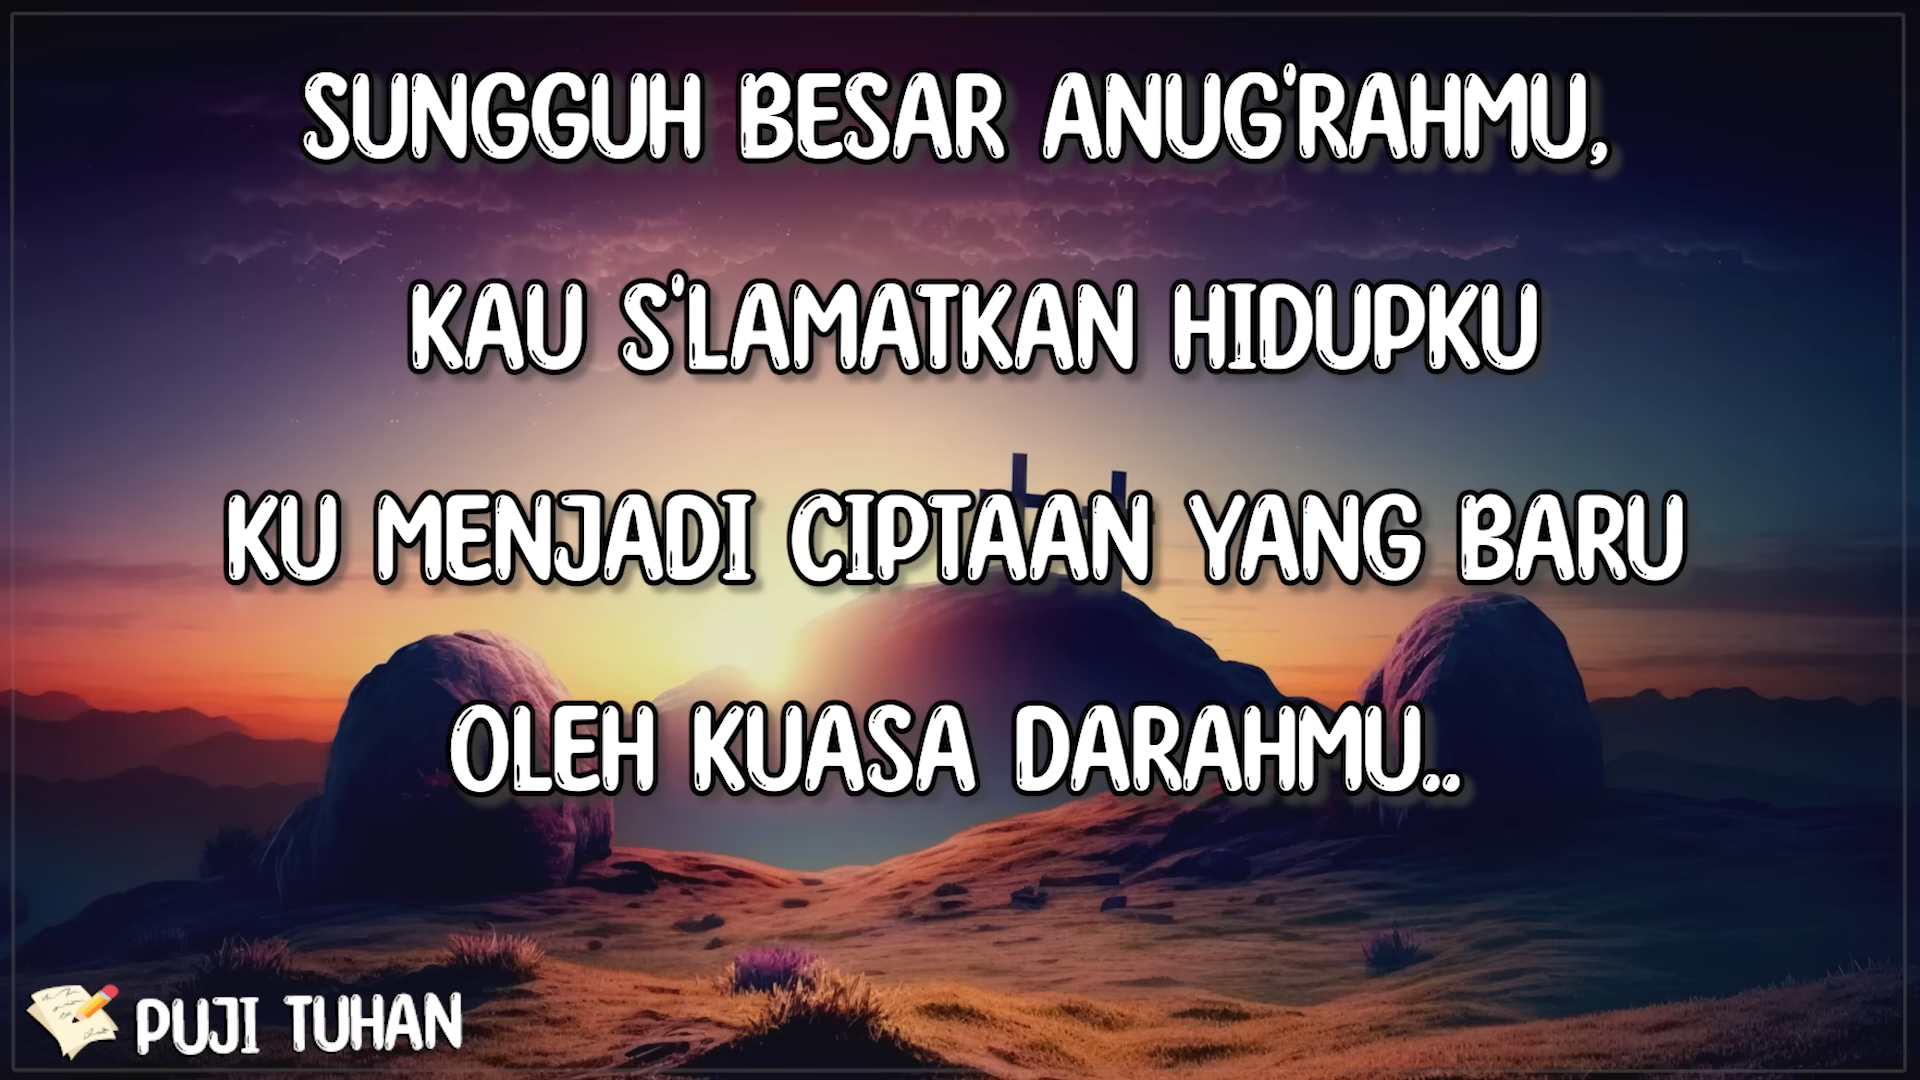 SUNGGUH BESAR ANUG'RAHMU,
KAU S'LAMATKAN HIDUPKU
KU MENJADI CIPTAAN YANG BARU
OLEH KUASA DARAHMU..
PUJI TUHAN